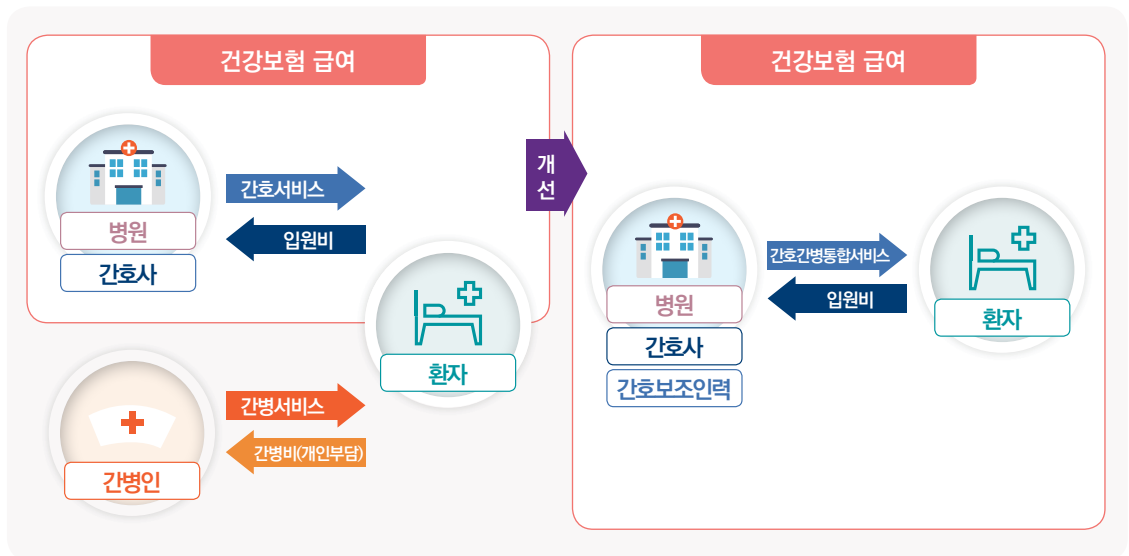 건강보험 급여
간호서비스
입원비
병원
간호사
환자
간병서비스
간병비(개인부담)
간병인
개
선
건강보험 급여
간호간병통합서비스
입원비
병원
간호사
간호보조인력
환자